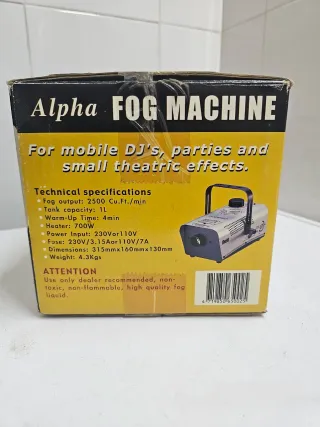 Alpha FOG MACHINE
For mobile DJ's, parties and
small theatric effects.
Technical specifications
• Fog output: 2500 Cu.Ft./min
• Tank capacity: 1L
• Warm-Up Time: 4min
• Heater: 700W
• Power Input: 230Vor110V
• Fuse: 230V/3.15Aor110V/7A
• Dimensions: 315mmx160mmx130mm
• Weight: 4.3Kgs
ATTENTION
Use only dealer recommended, non-
toxic, non-flammable, high quality fog
liquid.